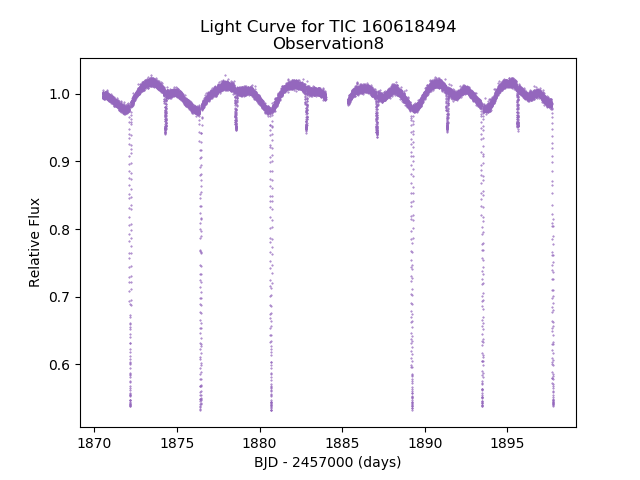 Light Curve for TIC 160618494
Observation8
1.0
0.9
0.8
0.7
0.6
Relative Flux
1870
1875
1880
1885
1890
1895
BJD - 2457000 (days)